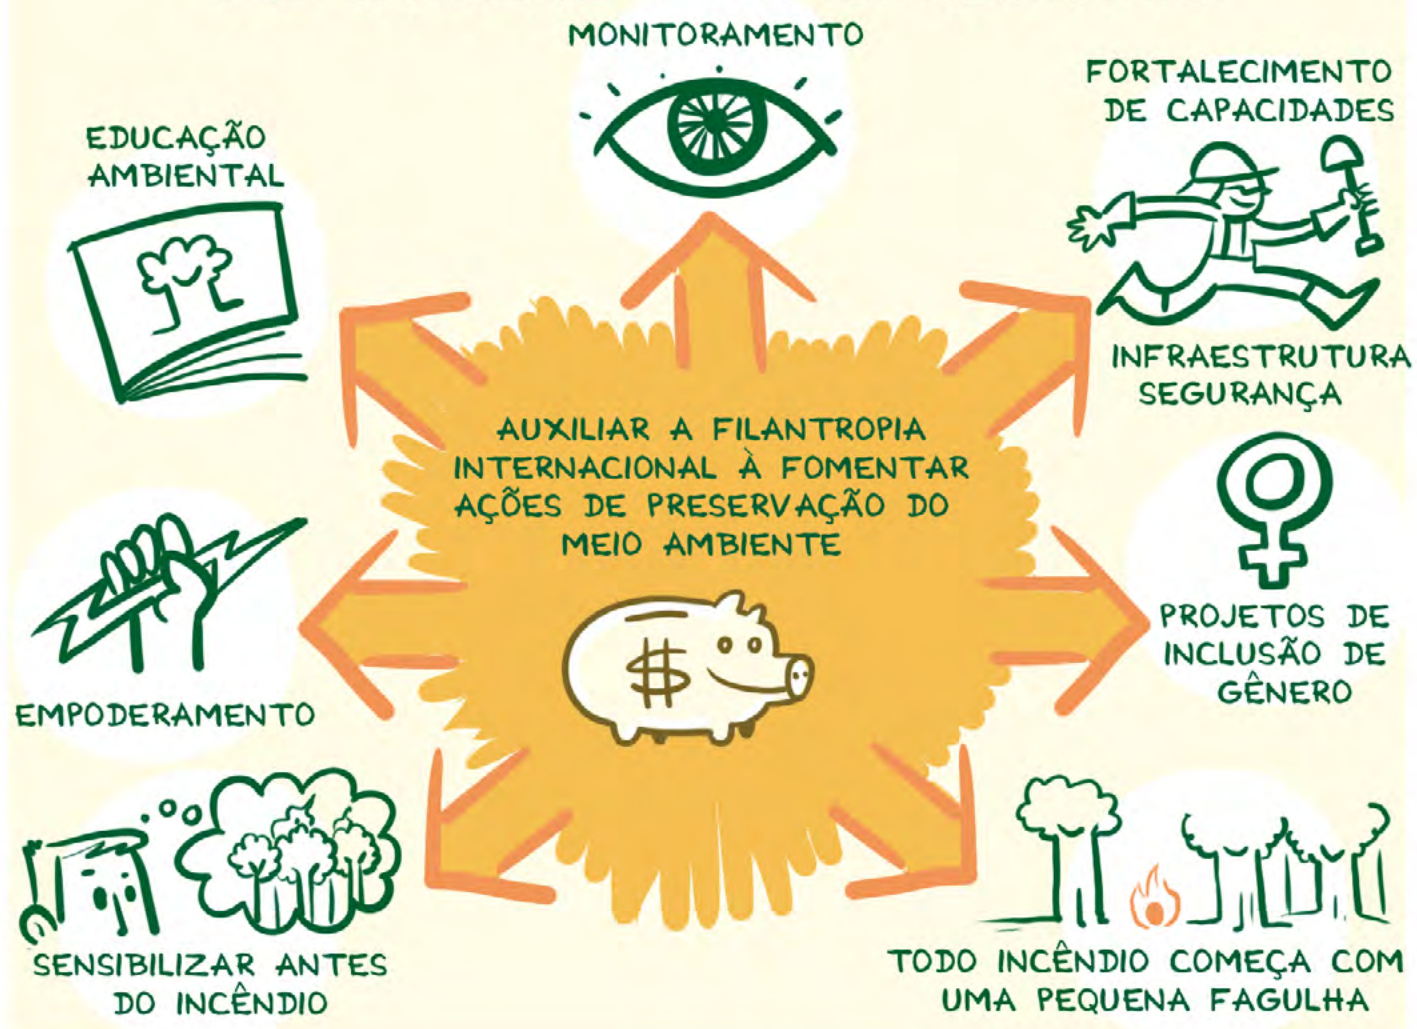 MONITORAMENTO
FORTALECIMENTO
DE CAPACIDADES
EDUCAÇÃO
AMBIENTAL
INFRAESTRUTURA
SEGURANÇA
AUXILIAR A FILANTROPIA
INTERNACIONAL À FOMENTAR
AÇÕES DE PRESERVAÇÃO DO
MEIO AMBIENTE
$
PROJETOS DE
INCLUSÃO DE
GÊNERO
EMPODERAMENTO
SENSIBILIZAR ANTES
DO INCÊNDIO
TODO INCÊNDIO COMEÇA COM
UMA PEQUENA FAGULHA